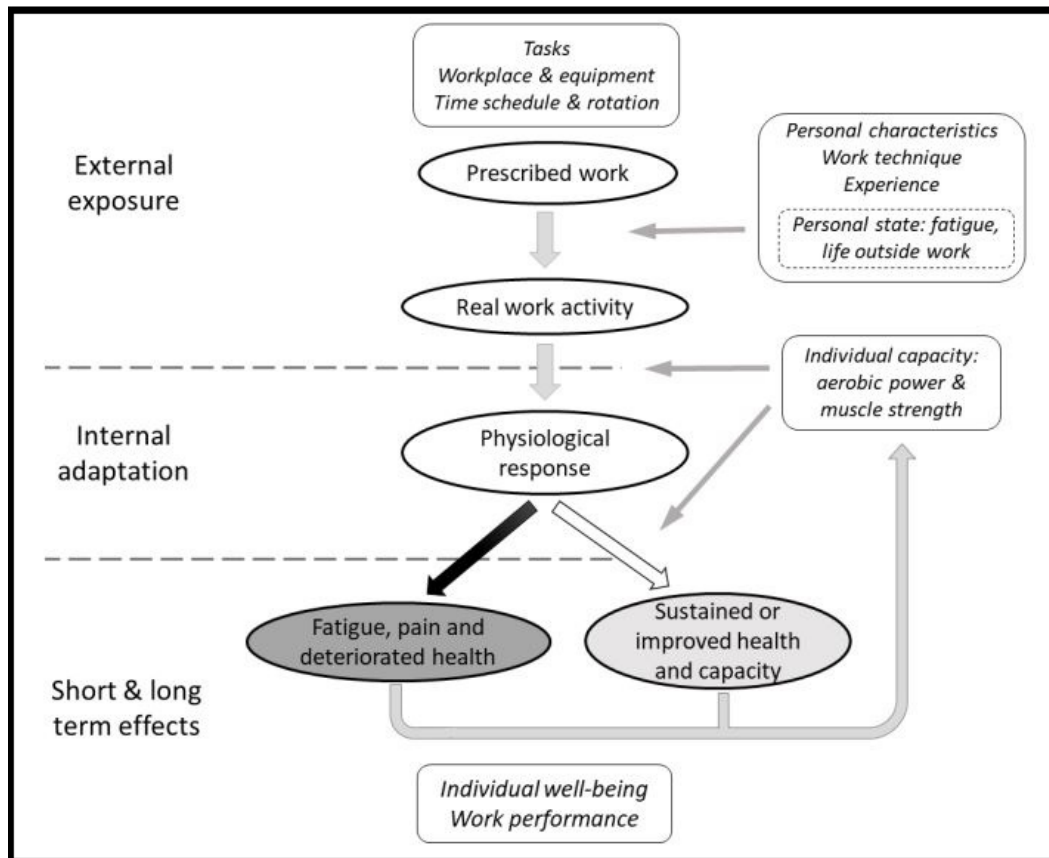 Tasks
Workplace & equipment
Time schedule & rotation
External
exposure
Prescribed work
Personal characteristics
Work technique
Experience
Personal state: fatigue,
life outside work
Real work activity
Individual capacity:
aerobic power &
muscle strength
Internal
adaptation
Physiological
response
Fatigue, pain and
deteriorated health
Sustained or
improved health
and capacity
Short & long
term effects
Individual well-being
Work performance